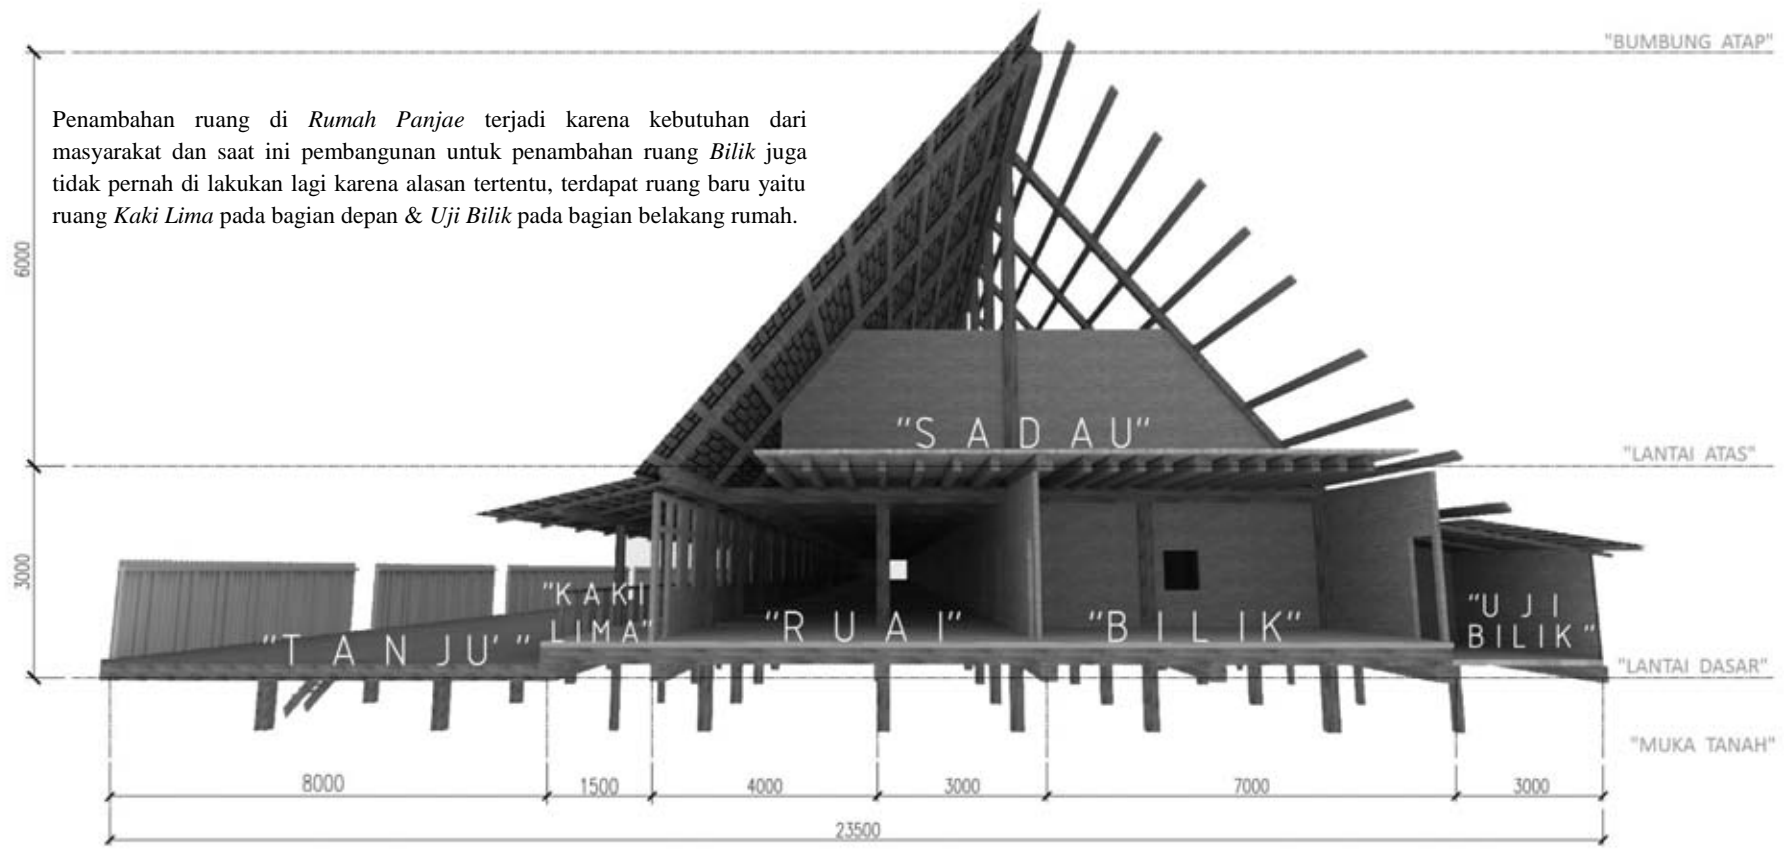 "BUMBUNG ATAP"
Penambahan ruang di Rumah Panjae terjadi karena kebutuhan dari
masyarakat dan saat ini pembangunan untuk penambahan ruang Bilik juga
tidak pernah di lakukan lagi karena alasan tertentu, terdapat ruang baru yaitu
ruang Kaki Lima pada bagian depan & Uji Bilik pada bagian belakang rumah.
6000
"SADAU"
"LANTAI ATAS"
3000
"KAKI
LIMA"
"TANJU'"
"RUAI"
"BILIK"
"UJI
BILIK"
"LANTAI DASAR"
"MUKA TANAH"
8000
1500
4000
3000
7000
3000
23500